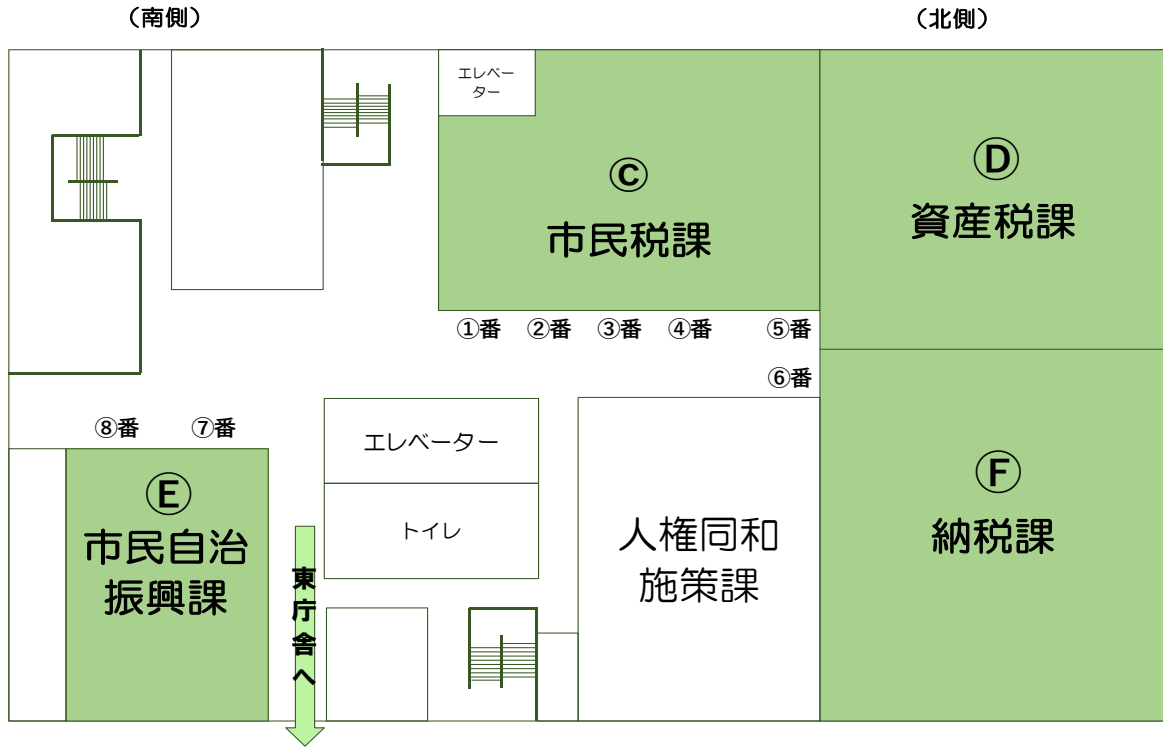 （南側）
（北側）
エレベー
ター
Ⓒ
市民税課
Ⓓ
資産税課
①番
②番
③番
④番
⑤番
⑥番
⑧番
⑦番
エレベーター
トイレ
Ⓔ
市民自治
振興課
東庁舎へ
人権同和
施策課
Ⓕ
納税課